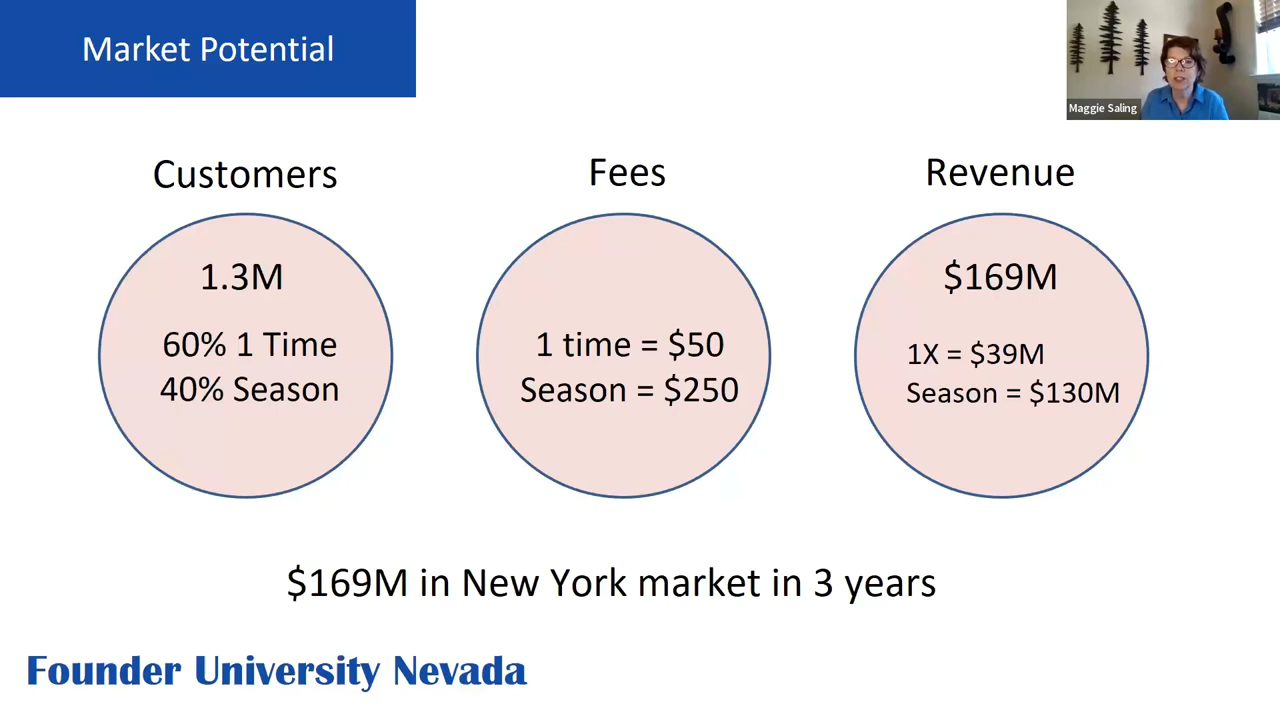 Market Potential
Maggie Saling
Customers
1.3M
60% 1 Time
40% Season
Fees
1 time = $50
Season = $250
Revenue
$169M
1X = $39M
Season = $130M
$169M in New York market in 3 years
Founder University Nevada